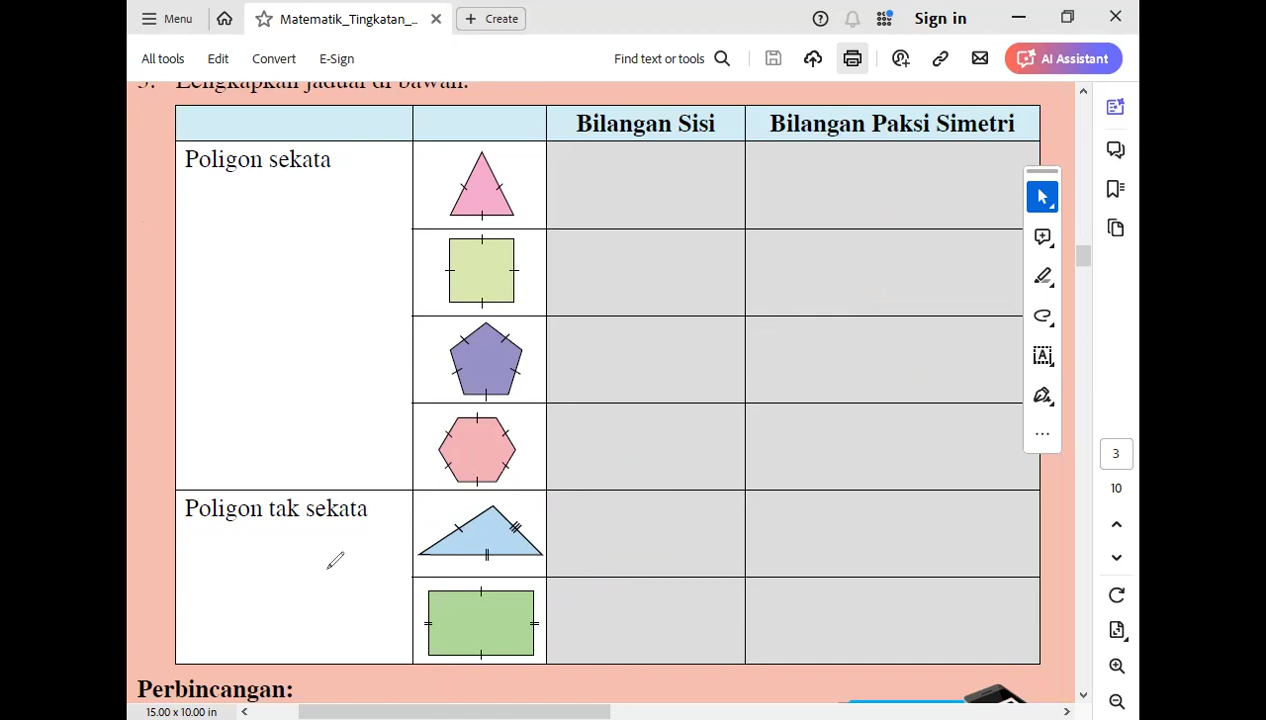 Menu
Matematik_Tingkatan_...
Create
Sign in
All tools
Edit
Convert
E-Sign
Find text or tools
AI Assistant
3. Lengkapkan jadual di bawah.
Bilangan Sisi
Bilangan Paksi Simetri
Poligon sekata
Poligon tak sekata
Perbincangan:
3
10
15.00 x 10.00 in